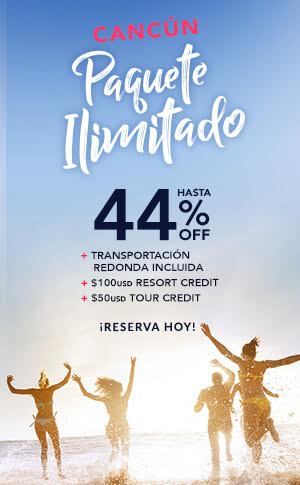 CANCÚN
Paquete
Ilimitado
HASTA
44%
OFF
+ TRANSPORTACIÓN
REDONDA INCLUIDA
+ $100USD RESORT CREDIT
+ $50USD TOUR CREDIT
¡RESERVA HOY!